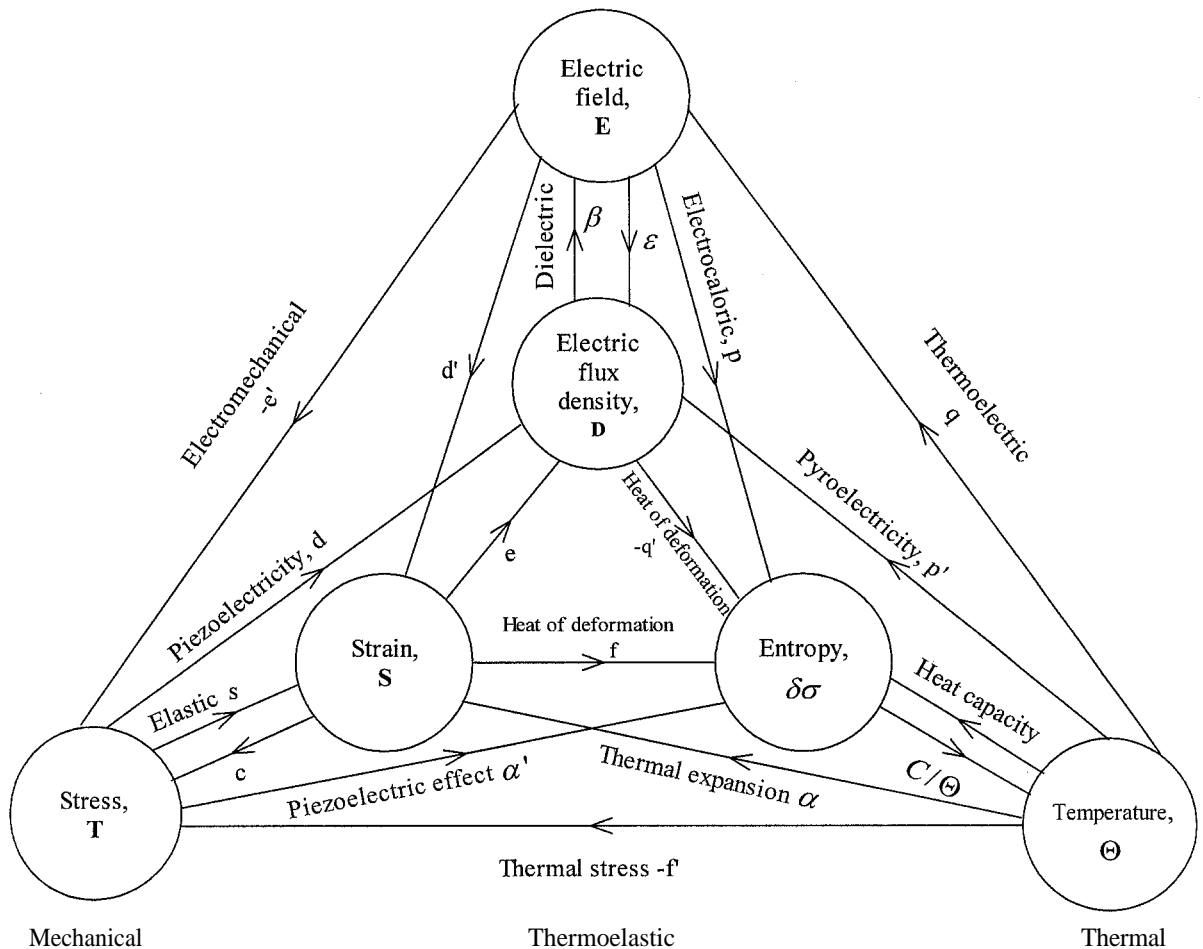 Electric
field,
E
Dielectric
β
ε
Electrocaloric, p
Electromechanical
-e'
d'
Electric
flux
density,
D
Thermoelectric
q
Piezoelectricity, d
e
Heat of deformation
-q'
Pyroelectricity, p'
Strain,
S
Heat of deformation
f
Entropy,
δσ
Elastic s
c
Heat capacity
C/Θ
Piezoelectric effect α'
Thermal expansion α
Stress,
T
Temperature,
Θ
Thermal stress -f'
Mechanical
Thermoelastic
Thermal